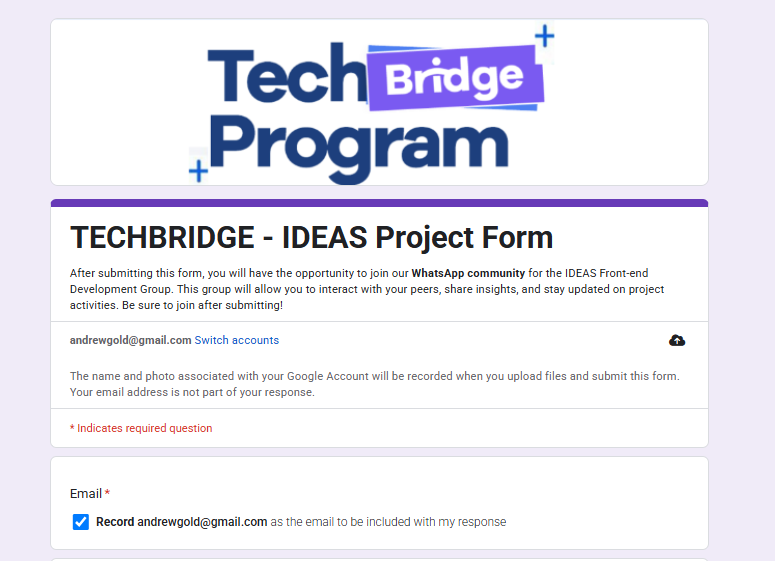 Tech Bridge
Program
TECHBRIDGE - IDEAS Project Form
After submitting this form, you will have the opportunity to join our WhatsApp community for the IDEAS Front-end
Development Group. This group will allow you to interact with your peers, share insights, and stay updated on project
activities. Be sure to join after submitting!
andrewgold@gmail.com Switch accounts
The name and photo associated with your Google Account will be recorded when you upload files and submit this form.
Your email address is not part of your response.
* Indicates required question
Email *
Record andrewgold@gmail.com as the email to be included with my response